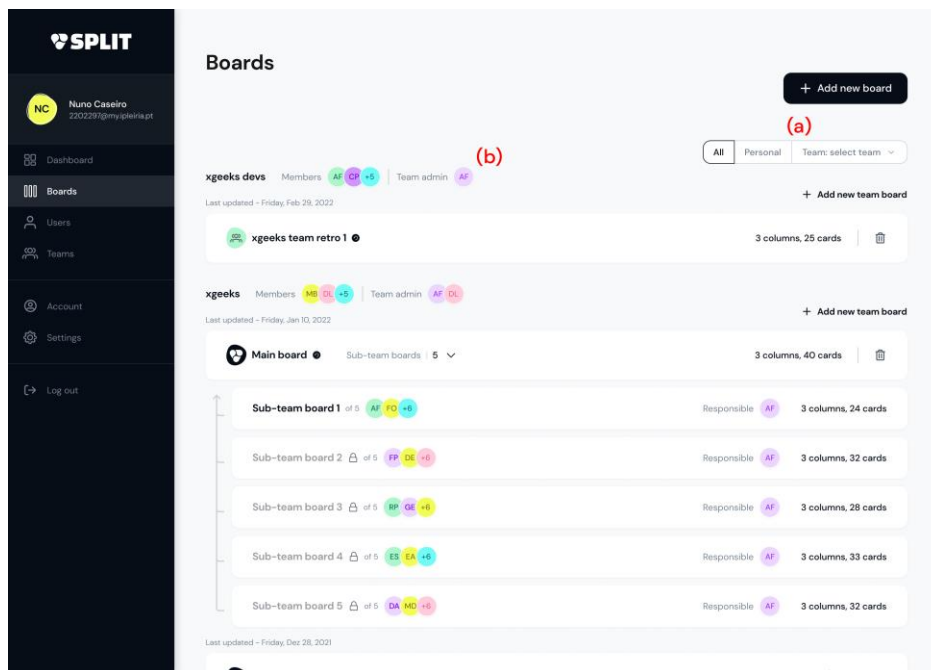 SPLIT
NC
Nuno Caseiro
2202297@my.ipleiria.pt
Dashboard
Boards
Users
Teams
Account
Settings
Log out
Boards
+ Add new board
(a)
All Personal Team: select team
(b)
xgeeks devs Members AF CP +5 Team admin AF
+ Add new team board
Last updated - Friday, Feb 29, 2022
xgeeks team retro 1 3 columns, 25 cards
xgeeks Members MB DL +5 Team admin AF DL
+ Add new team board
Last updated - Friday, Jan 10, 2022
Main board Sub-team boards 5 3 columns, 40 cards
Sub-team board 1 of 5 AF FO +6 Responsible AF 3 columns, 24 cards
Sub-team board 2 of 5 FP DE +6 Responsible AF 3 columns, 32 cards
Sub-team board 3 of 5 RP GE +6 Responsible AF 3 columns, 28 cards
Sub-team board 4 of 5 ES EA +6 Responsible AF 3 columns, 33 cards
Sub-team board 5 of 5 DA MD +6 Responsible AF 3 columns, 32 cards
Last updated - Friday, Dez 28, 2021